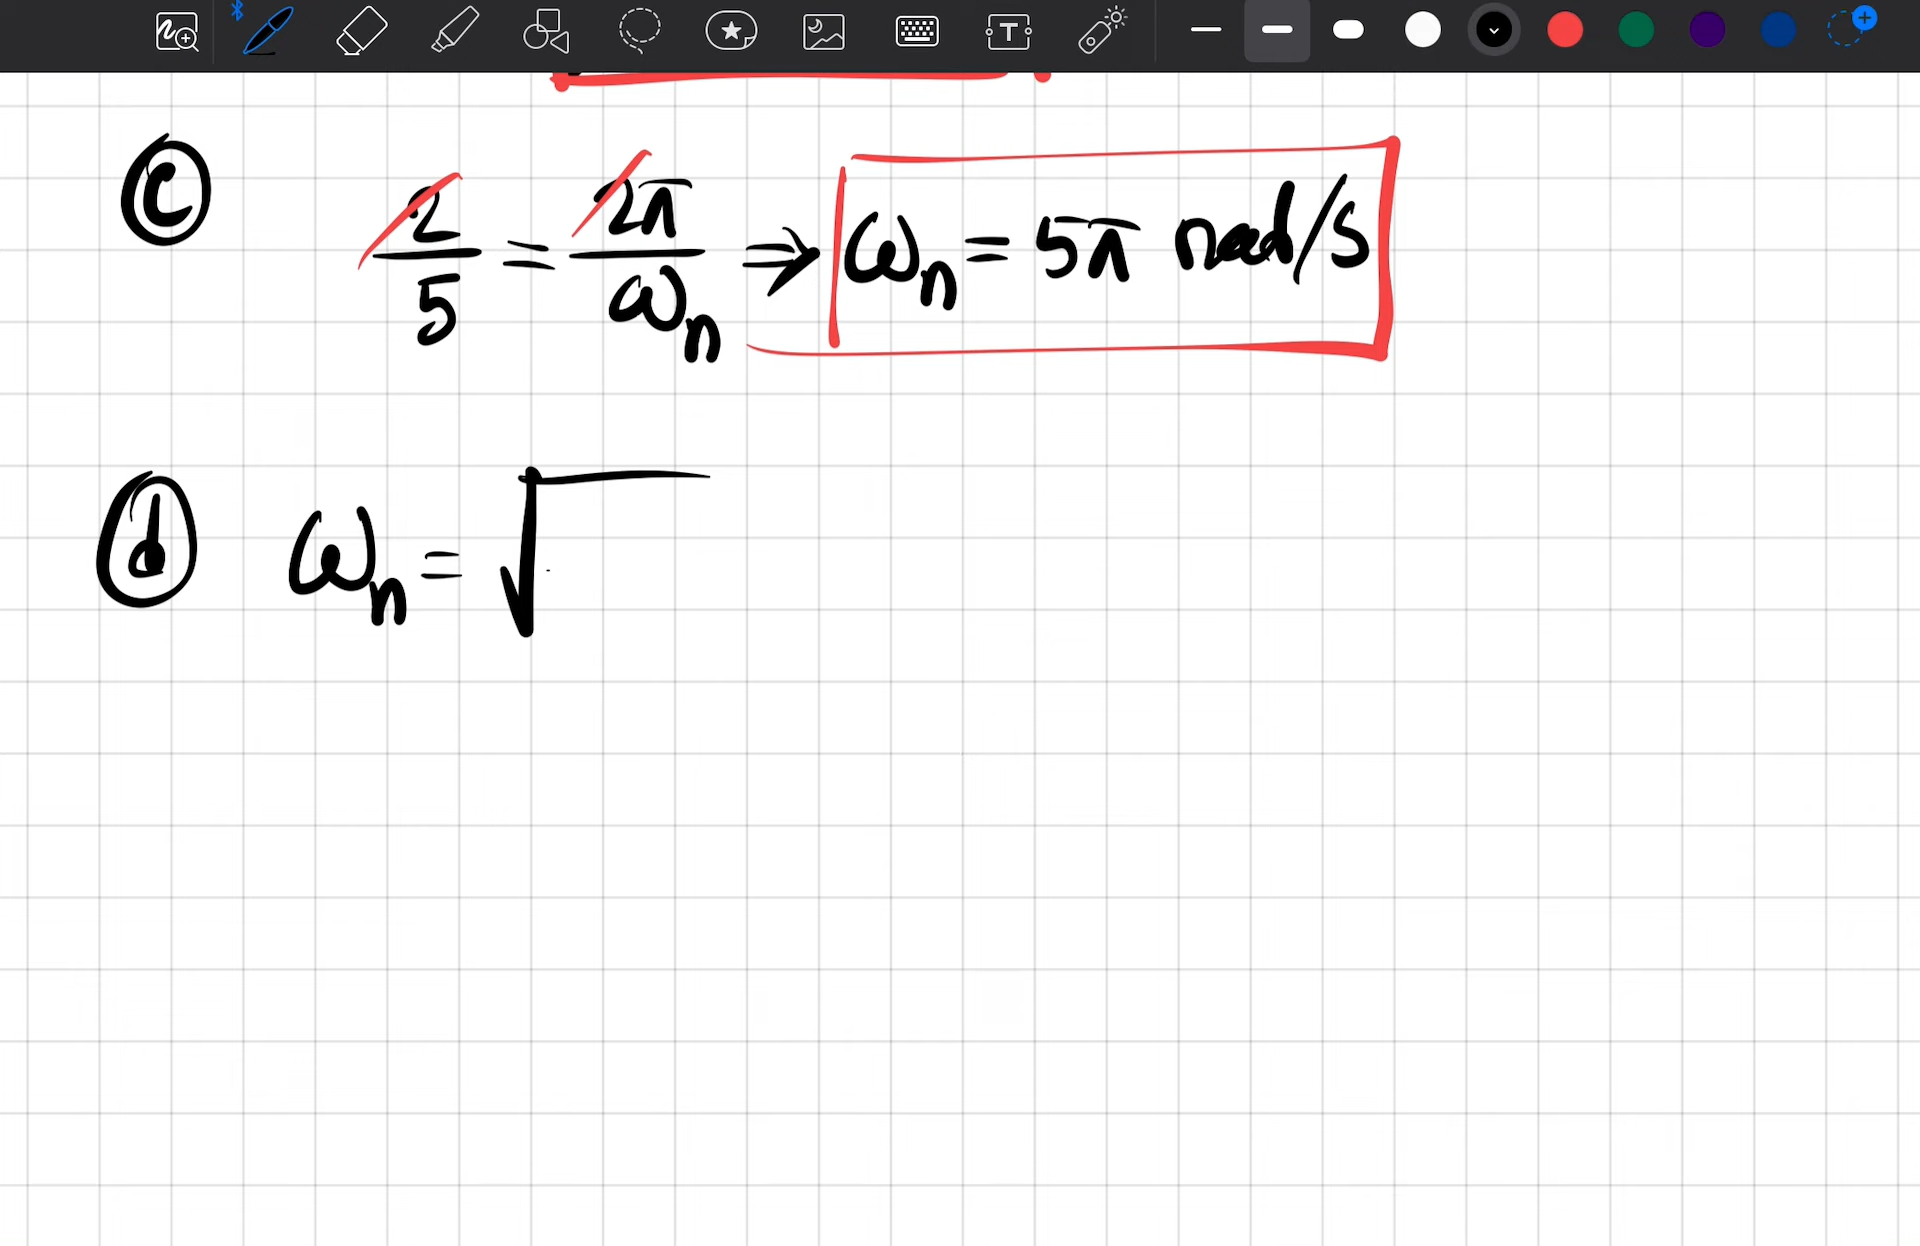 ⓒ 2/5 = 2π/ωn ⇒ ωn = 5π rad/s
ⓓ ωn = √